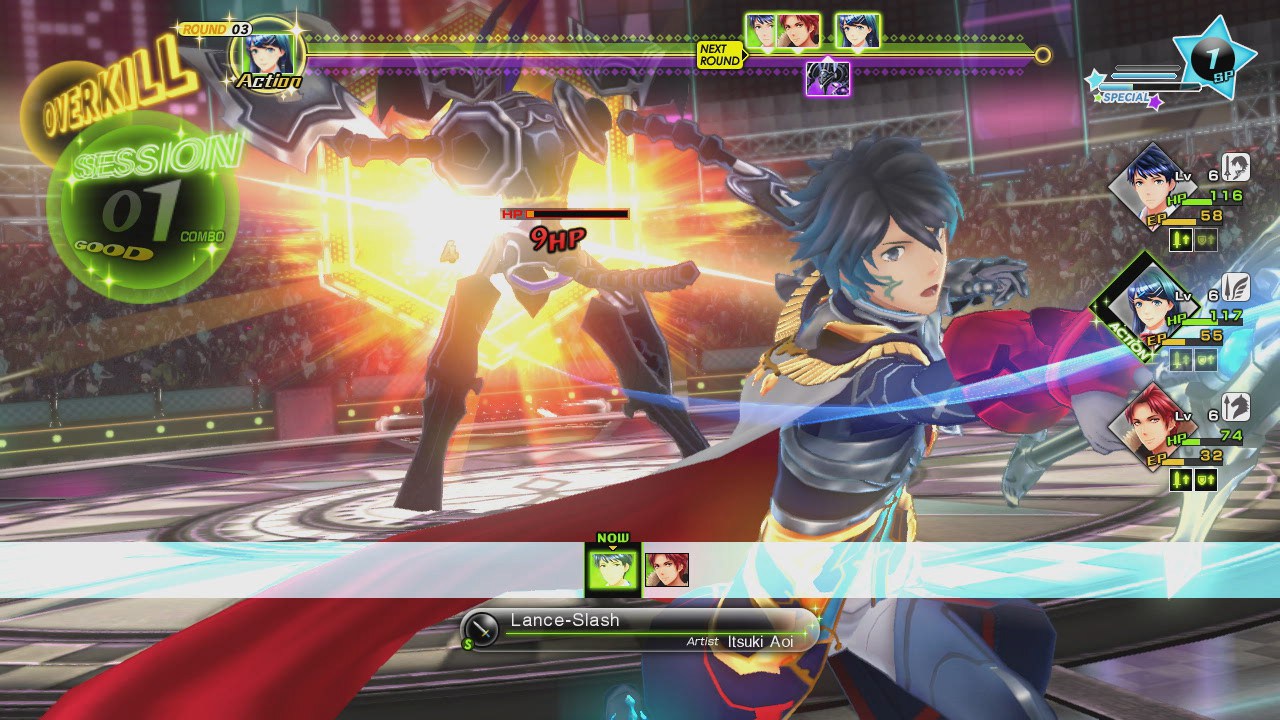 ROUND 03
Action
NEXT
ROUND
1
SP
SPECIAL
OVERKILL
SESSION
01
COMBO
GOOD
HP
9HP
4
Lv 6
HP 116
EP 58
Lv 6
HP 117
EP 55
ACTION
Lv 6
HP 74
EP 32
NOW
Lance-Slash
S
Artist Itsuki Aoi